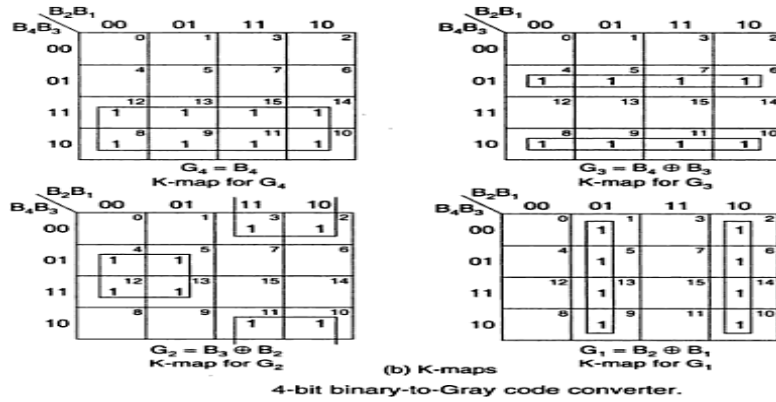 B₂B₁
B₄B₃ 00 01 11 10
0 1 3 2
00
4 5 7 6
01
12 13 15 14
11 1 1 1 1
8 9 11 10
10 1 1 1 1
G₄ = B₄
K-map for G₄
B₂B₁
B₄B₃ 00 01 11 10
0 1 3 2
00
4 5 7 6
01 1 1 1 1
12 13 15 14
11
8 9 11 10
10 1 1 1 1
G₃ = B₄ ⊕ B₃
K-map for G₃
B₂B₁
B₄B₃ 00 01 11 10
0 1 3 2
00 1 1
4 5 7 6
01 1 1
12 13 15 14
11 1 1
8 9 11 10
10 1 1
G₂ = B₃ ⊕ B₂
K-map for G₂
B₂B₁
B₄B₃ 00 01 11 10
0 1 3 2
00 1 1
4 5 7 6
01 1 1
12 13 15 14
11 1 1
8 9 11 10
10 1 1
G₁ = B₂ ⊕ B₁
K-map for G₁
(b) K-maps
4-bit binary-to-Gray code converter.